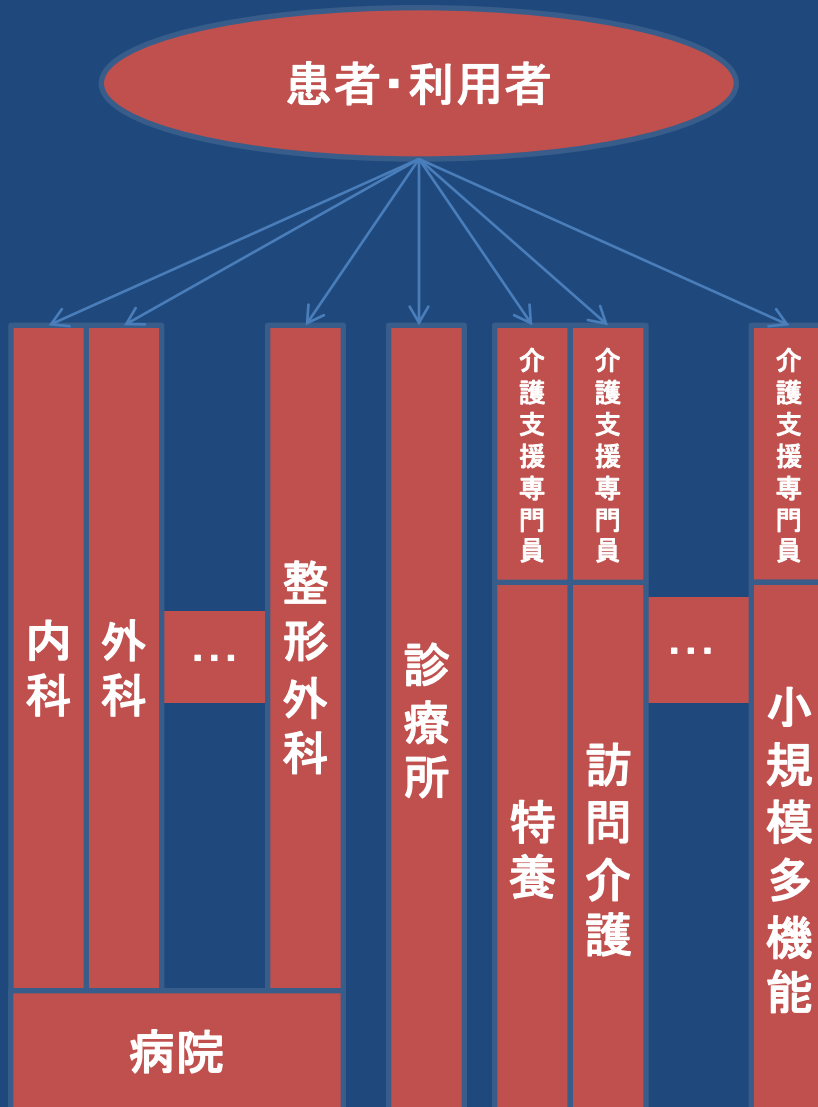 患者・利用者
内科
外科
…
整形外科
病院
診療所
介護支援専門員
特養
介護支援専門員
訪問介護
…
介護支援専門員
小規模多機能